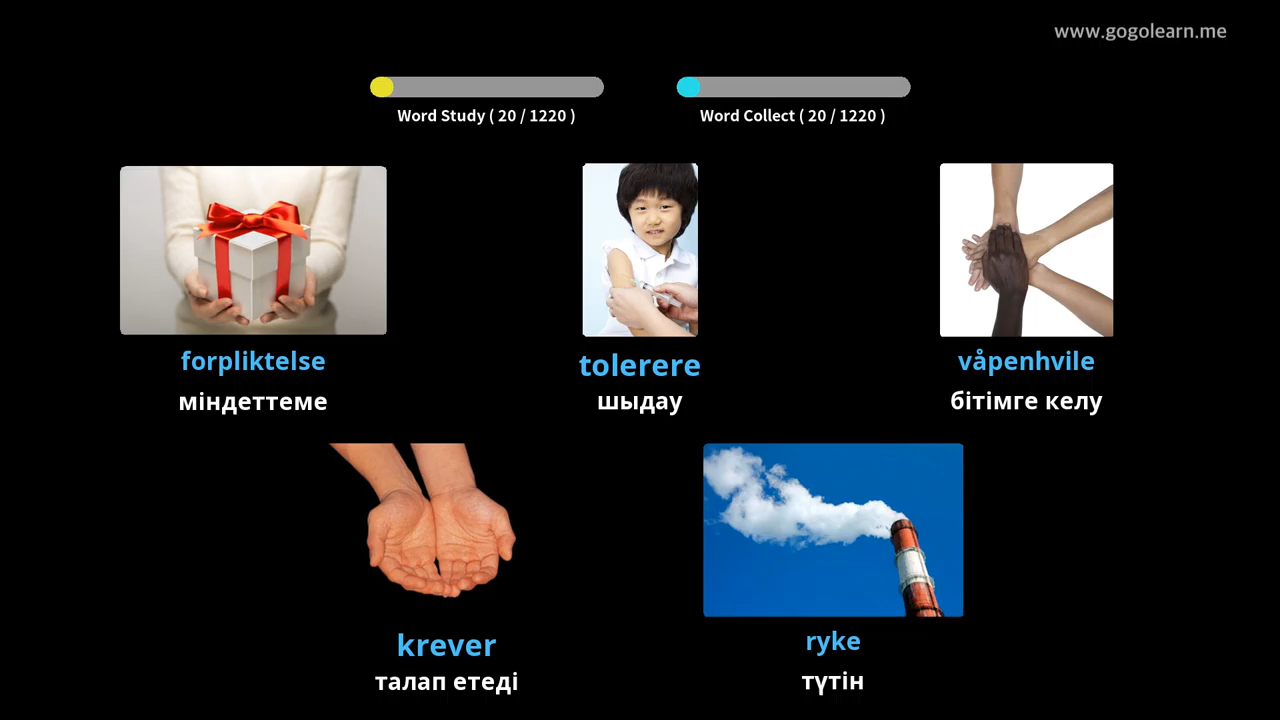 www.gogolearn.me
Word Study ( 20 / 1220 )
Word Collect ( 20 / 1220 )
forpliktelse
міндеттеме
tolerere
шыдау
våpenhvile
бітімге келу
krever
талап етеді
ryke
түтін